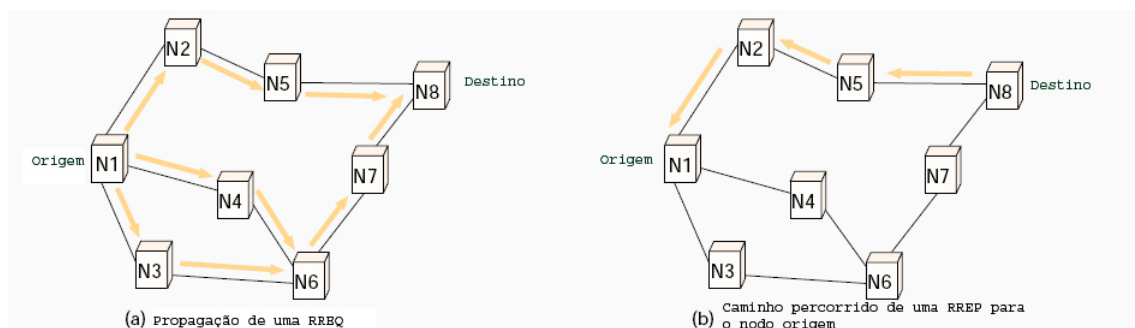 N2
N5
N8
Destino
Origem
N1
N7
N4
N3
N6
(a) Propagação de uma RREQ
N2
N5
N8
Destino
Origem
N1
N7
N4
N3
N6
(b) Caminho percorrido de uma RREP para
o nodo origem